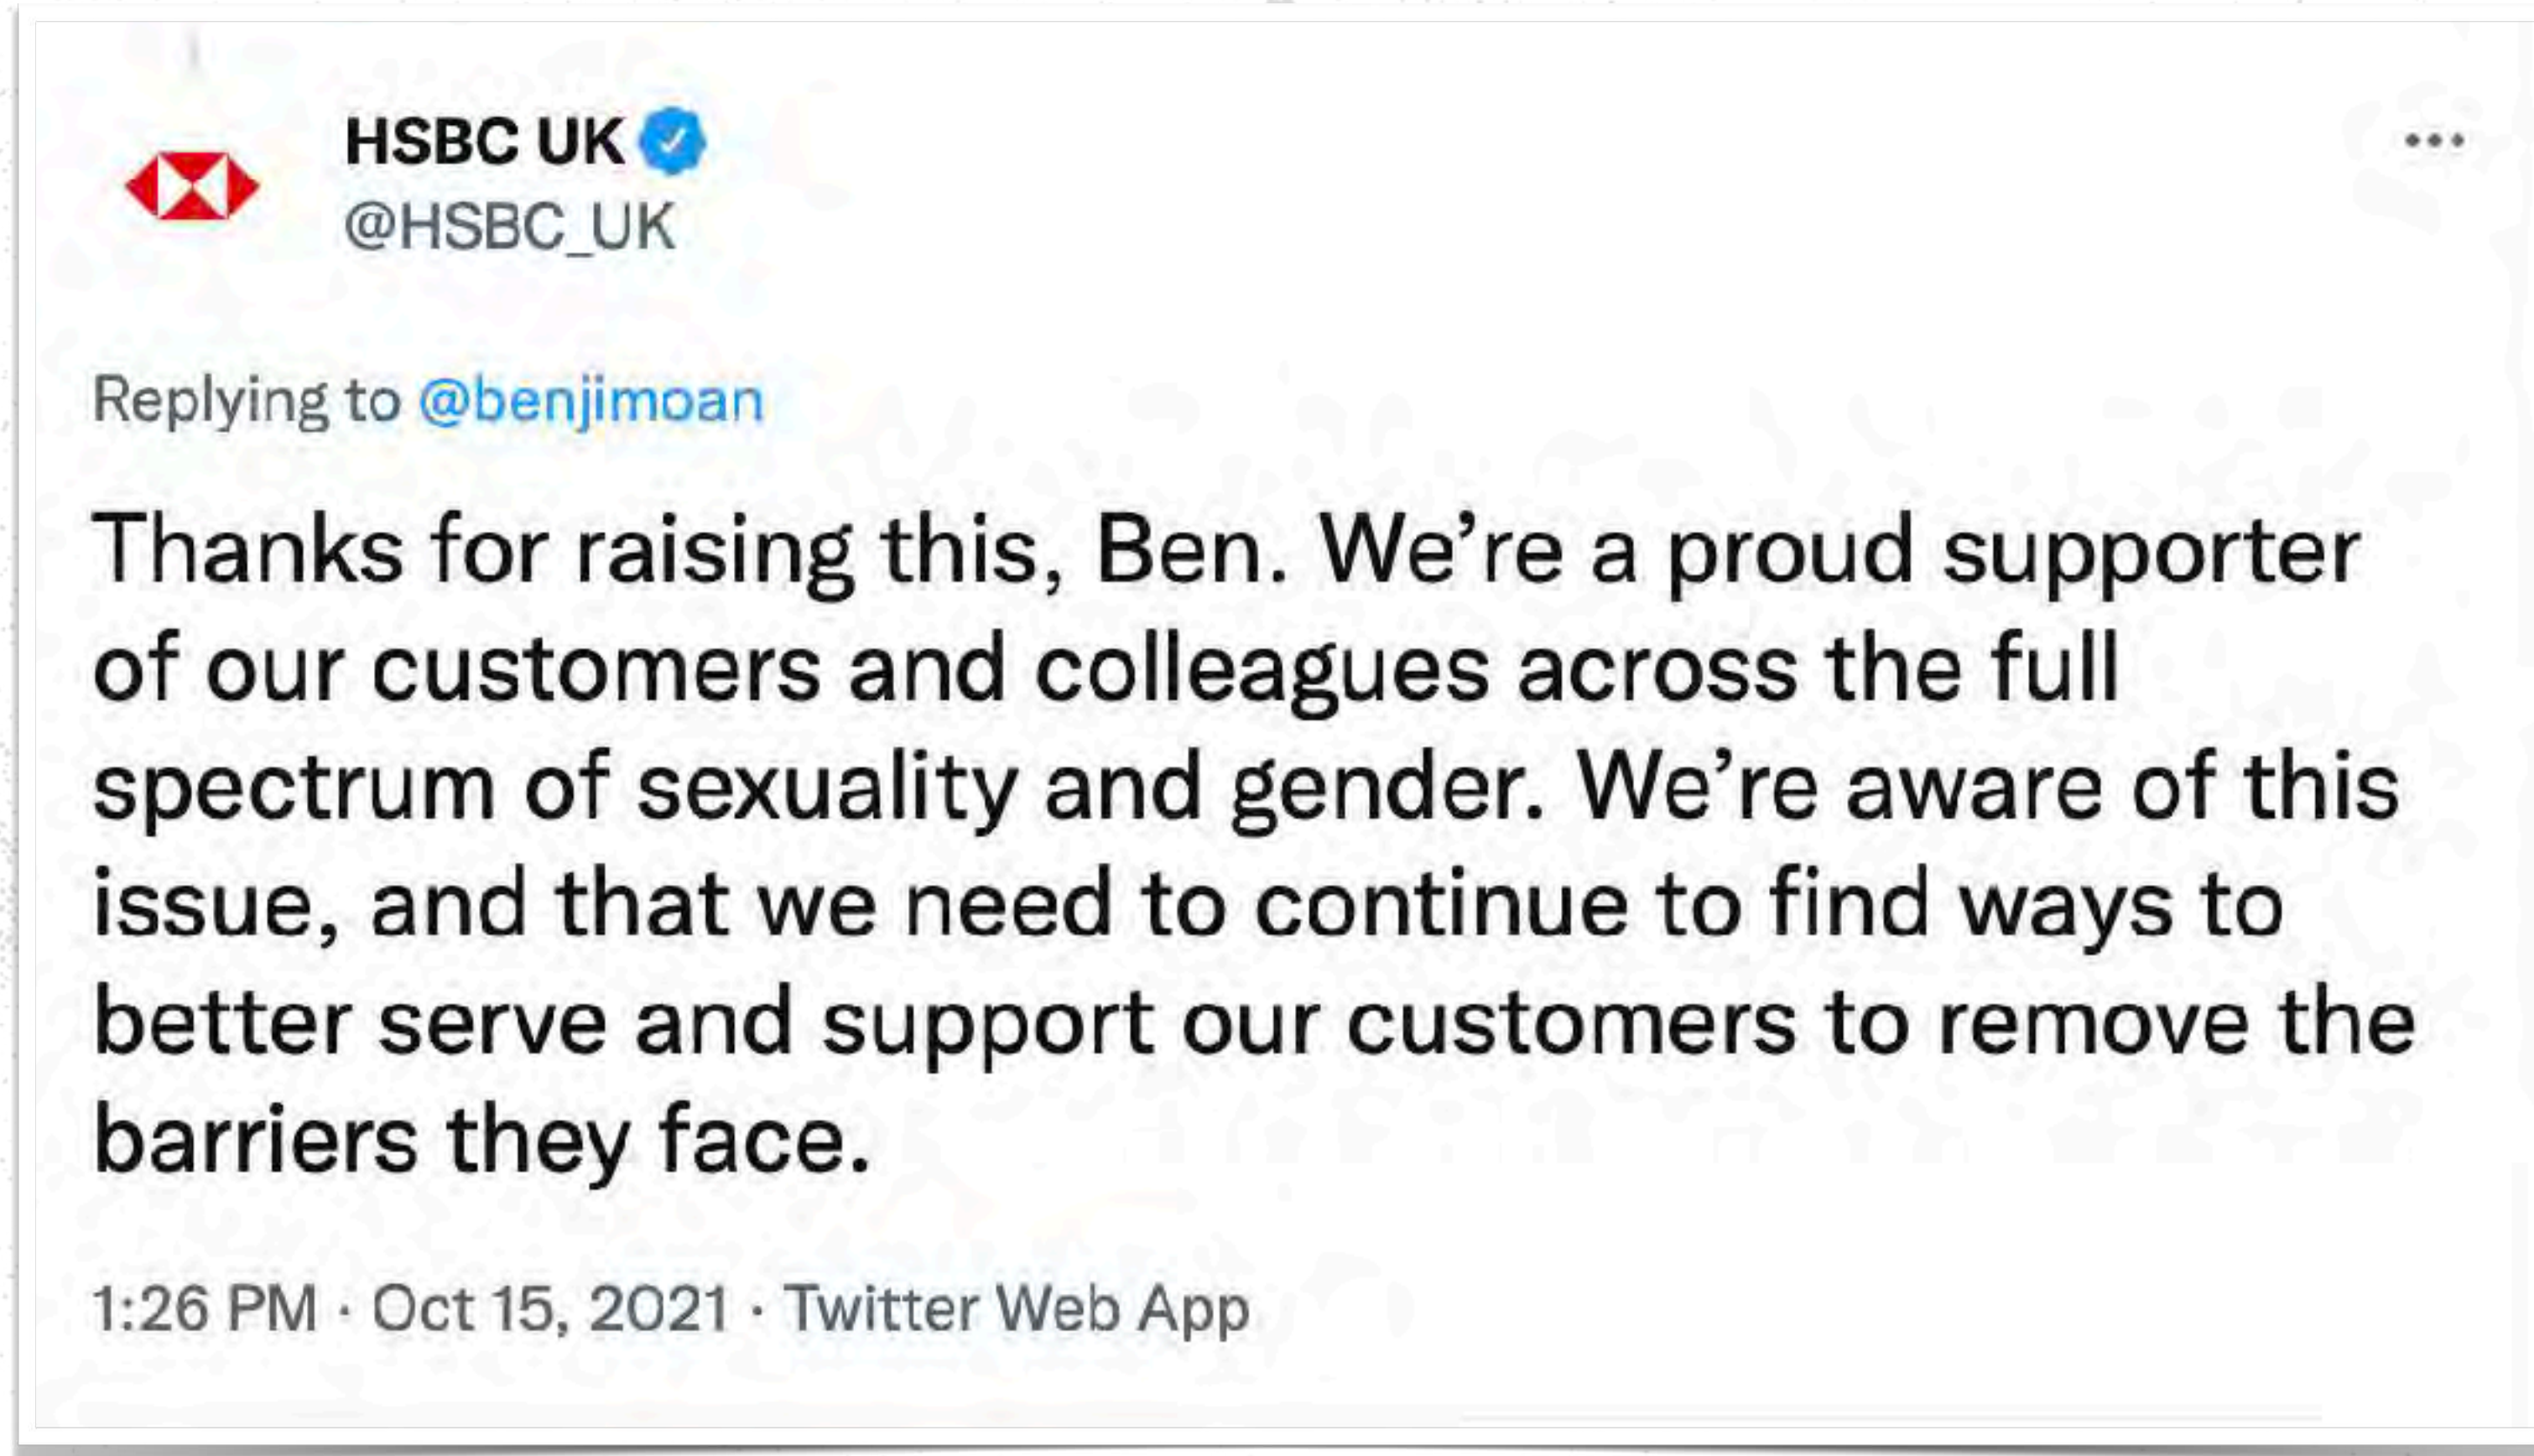 HSBC UK
@HSBC_UK
Replying to @benjimoan
Thanks for raising this, Ben. We’re a proud supporter
of our customers and colleagues across the full
spectrum of sexuality and gender. We’re aware of this
issue, and that we need to continue to find ways to
better serve and support our customers to remove the
barriers they face.
1:26 PM · Oct 15, 2021 · Twitter Web App